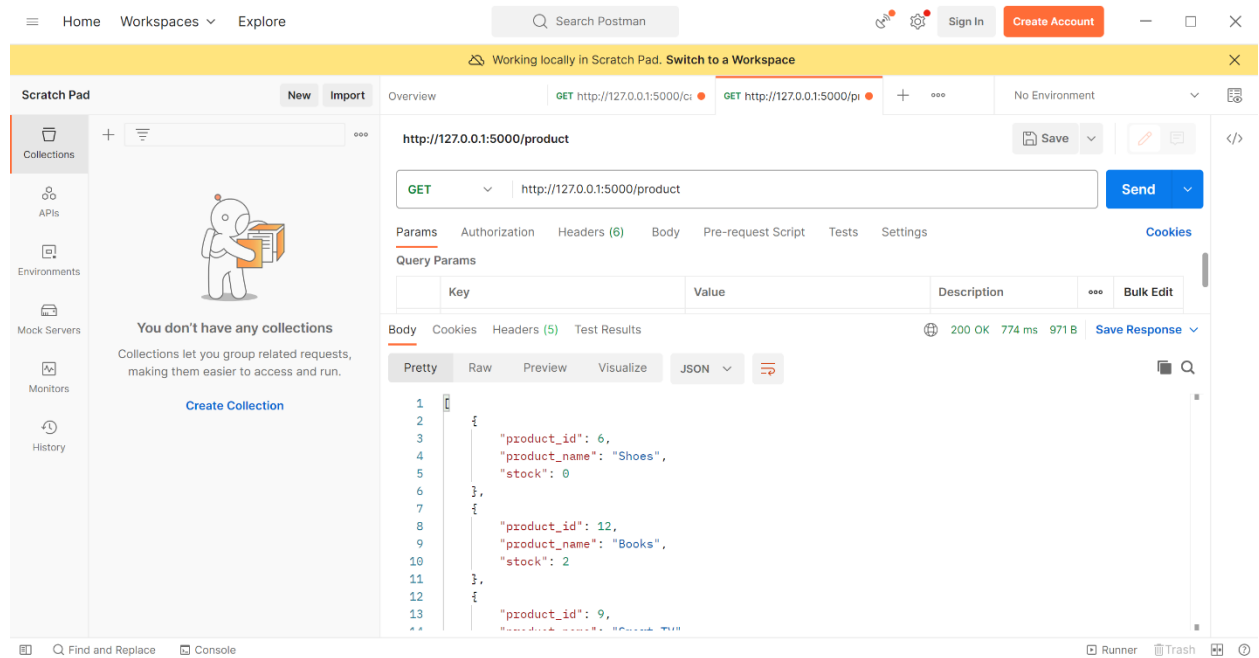 Home Workspaces Explore Search Postman Sign In Create Account
Working locally in Scratch Pad. Switch to a Workspace
Scratch Pad New Import Overview GET http://127.0.0.1:5000/ca GET http://127.0.0.1:5000/pr No Environment
Collections
APIs
Environments
Mock Servers
Monitors
History
You don't have any collections
Collections let you group related requests,
making them easier to access and run.
Create Collection
http://127.0.0.1:5000/product Save </>
GET http://127.0.0.1:5000/product Send
Params Authorization Headers (6) Body Pre-request Script Tests Settings Cookies
Query Params
Key Value Description Bulk Edit
Body Cookies Headers (5) Test Results 200 OK 774 ms 971 B Save Response
Pretty Raw Preview Visualize JSON
1 [
2 {
3 "product_id": 6,
4 "product_name": "Shoes",
5 "stock": 0
6 },
7 {
8 "product_id": 12,
9 "product_name": "Books",
10 "stock": 2
11 },
12 {
13 "product_id": 9,
14 "product_name": "Smart TV"
Find and Replace Console Runner Trash